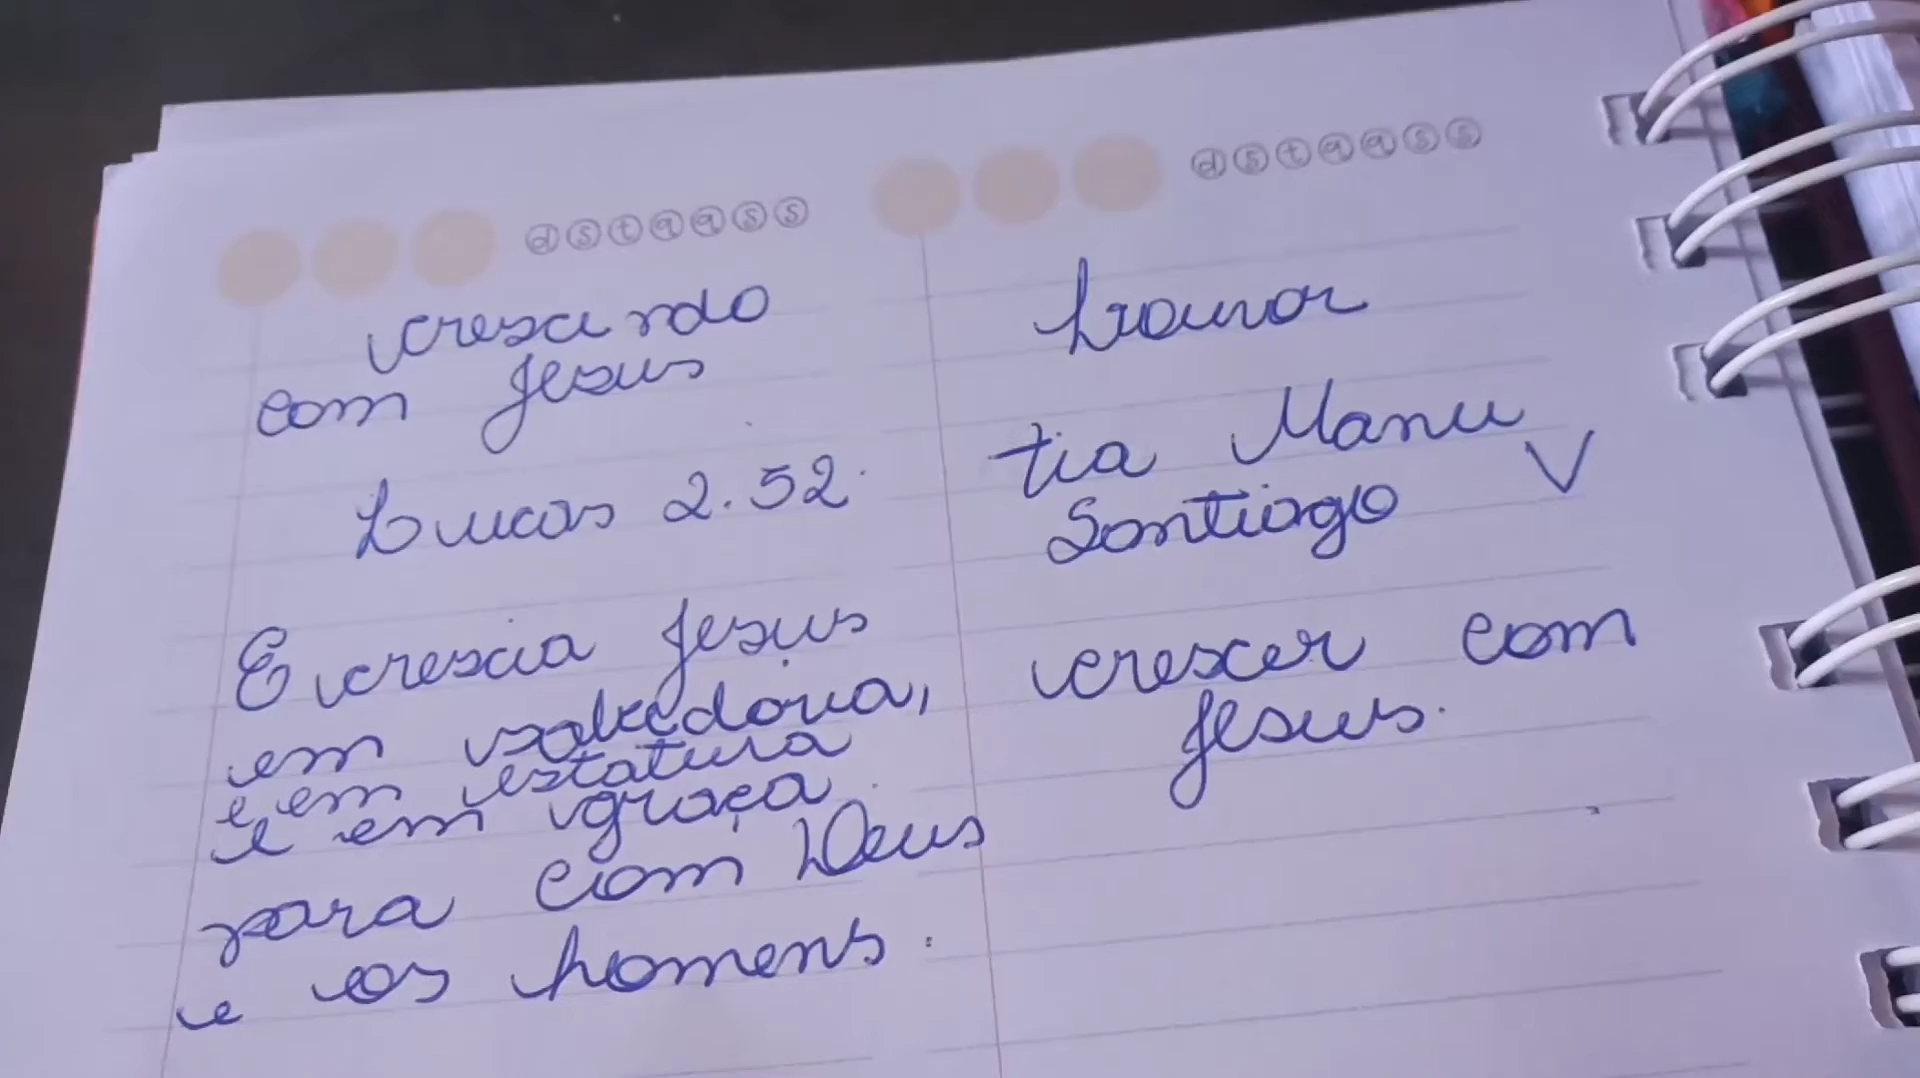 d s t q q s s
crescendo
com Jesus
Lucas 2.52.
E crescia Jesus
em sabedoria,
e em estatura
e em graça
para com Deus
e os homens.
d s t q q s s
Louvor
tia Manu
Santiago
crescer com
Jesus.